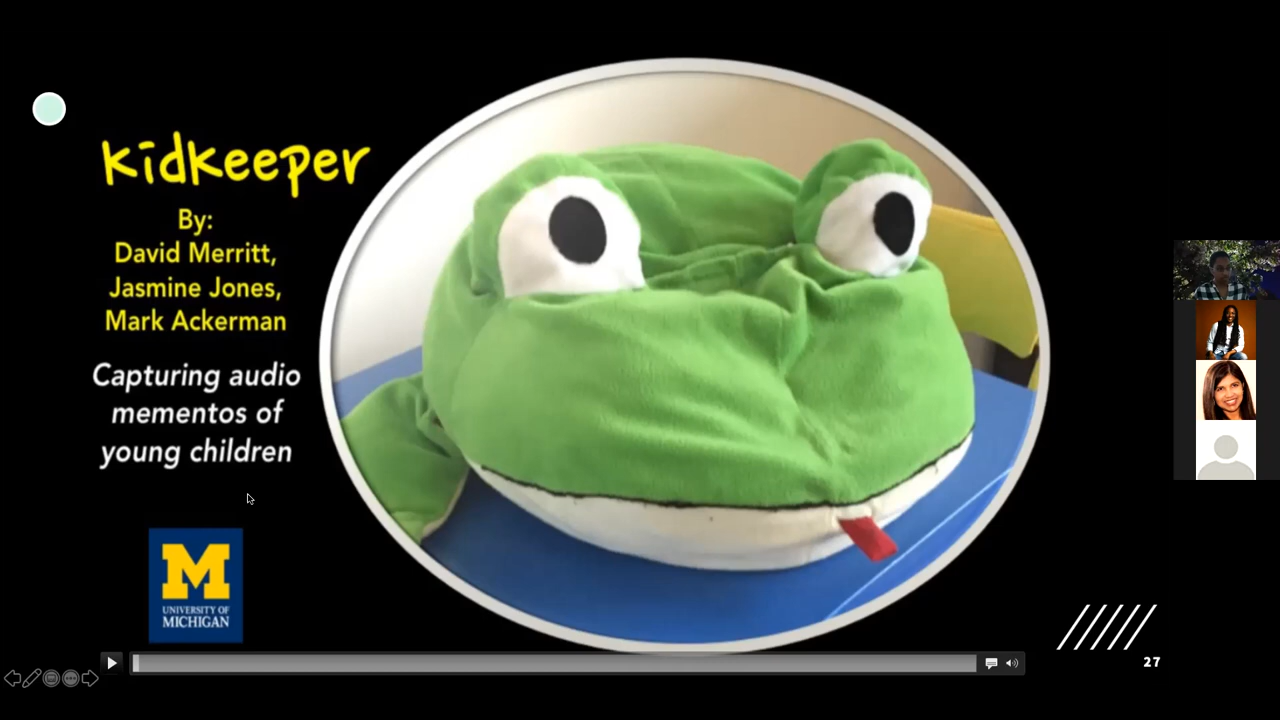 kidkeeper
By:
David Merritt,
Jasmine Jones,
Mark Ackerman
Capturing audio
mementos of
young children
M
UNIVERSITY OF
MICHIGAN
27